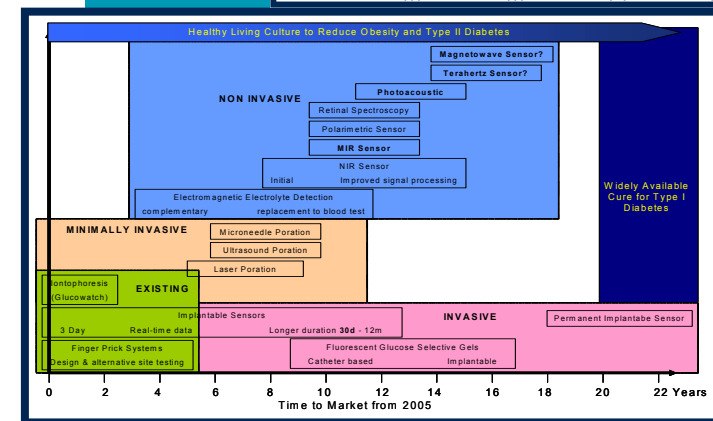 Healthy Living Culture to Reduce Obesity and Type II Diabetes
Magnetowave Sensor?
Terahertz Sensor?
Photoacoustic
NON INVASIVE
Retinal Spectroscopy
Polarimetric Sensor
MIR Sensor
NIR Sensor
Initial Improved signal processing
Electromagnetic Electrolyte Detection
complementary replacement to blood test
Widely Available
Cure for Type I
Diabetes
MINIMALLY INVASIVE
Microneedle Poration
Ultrasound Poration
Laser Poration
Iontophoresis
(Glucowatch)
EXISTING
Implantable Sensors
3 Day Real-time data Longer duration 30d - 12m
INVASIVE
Permanent Implantabe Sensor
Finger Prick Systems
Design & alternative site testing
Fluorescent Glucose Selective Gels
Catheter based Implantable
0 2 4 6 8 10 12 14 16 18 20 22 Years
Time to Market from 2005